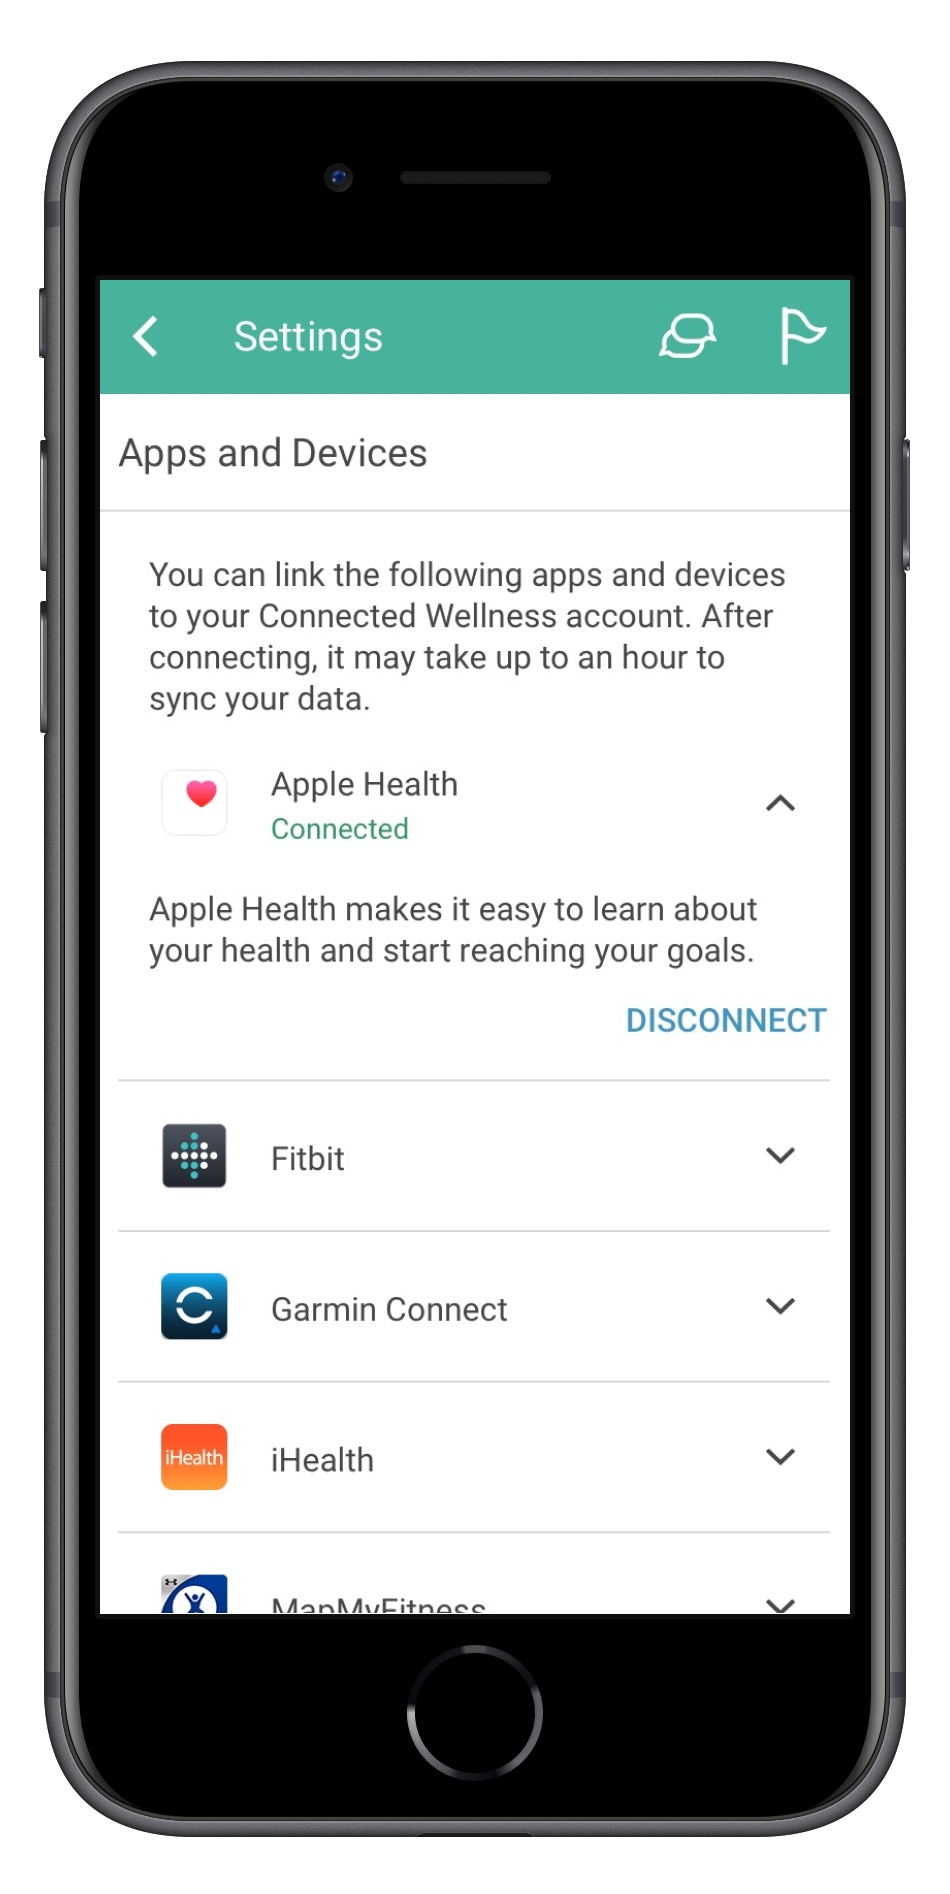 Settings
Apps and Devices
You can link the following apps and devices
to your Connected Wellness account. After
connecting, it may take up to an hour to
sync your data.
Apple Health
Connected
Apple Health makes it easy to learn about
your health and start reaching your goals.
DISCONNECT
Fitbit
Garmin Connect
iHealth
iHealth
MapMyFitness